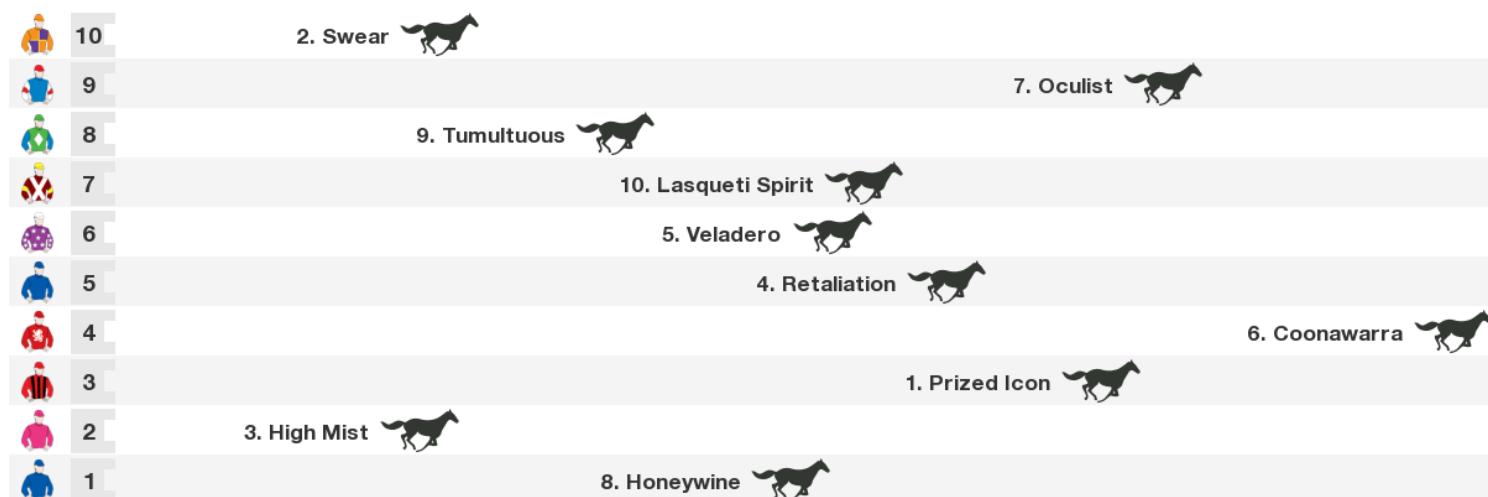 10 2. Swear
9 7. Oculist
8 9. Tumultuous
7 10. Lasqueti Spirit
6 5. Veladero
5 4. Retaliation
4 6. Coonawarra
3 1. Prized Icon
2 3. High Mist
1 8. Honeywine